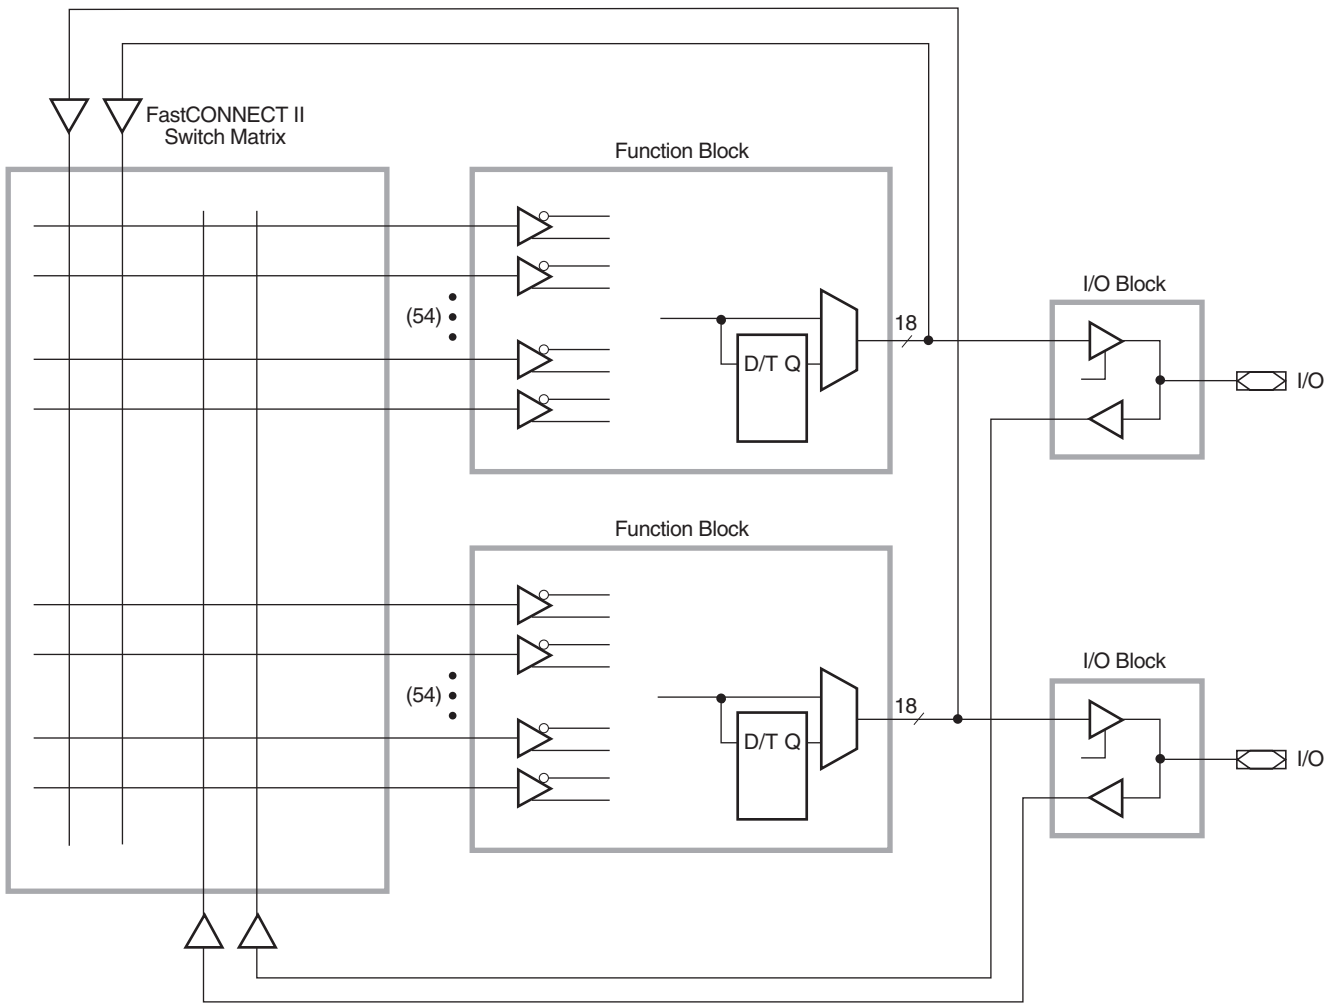 FastCONNECT II
Switch Matrix
Function Block
(54)
D/T Q
18
I/O Block
I/O
Function Block
(54)
D/T Q
18
I/O Block
I/O